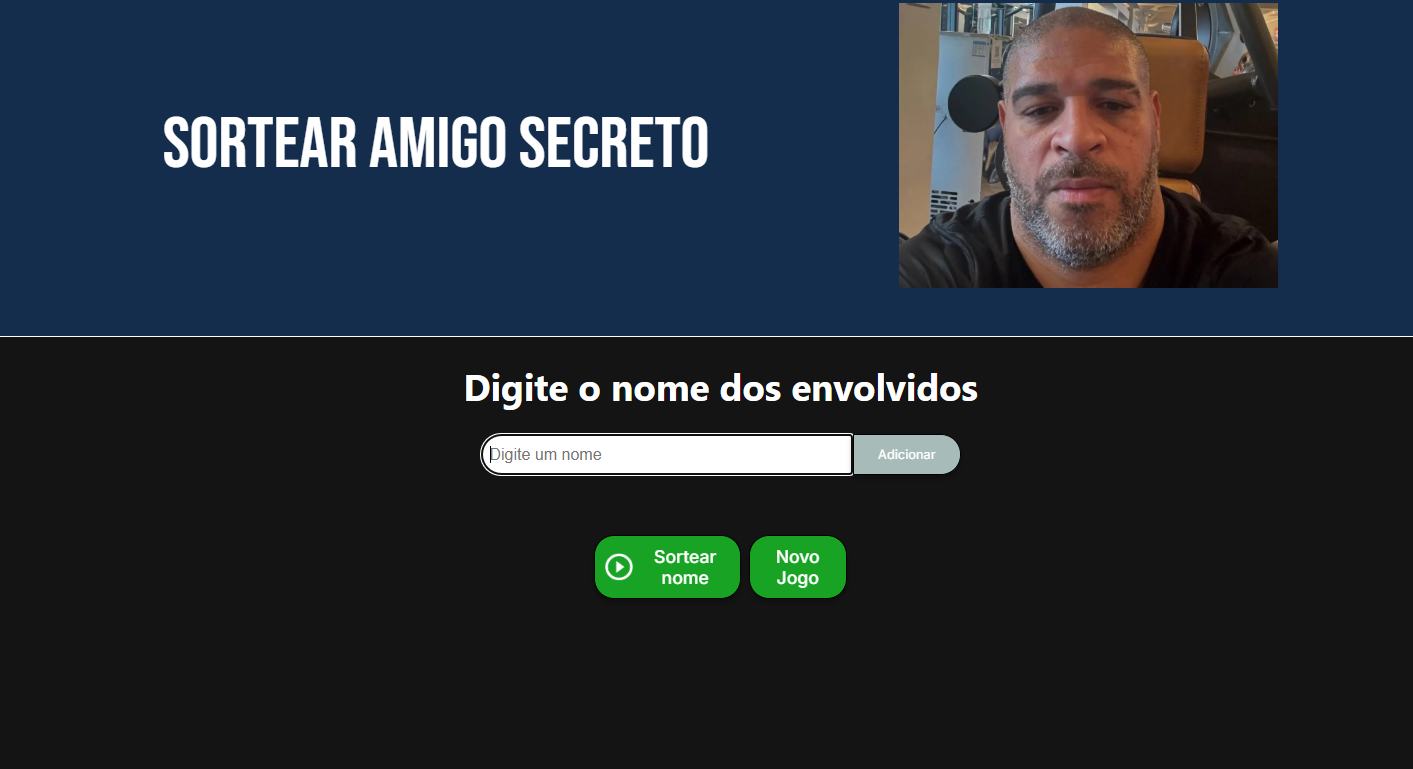 SORTEAR AMIGO SECRETO
Digite o nome dos envolvidos
Digite um nome
Adicionar
Sortear
nome
Novo
Jogo